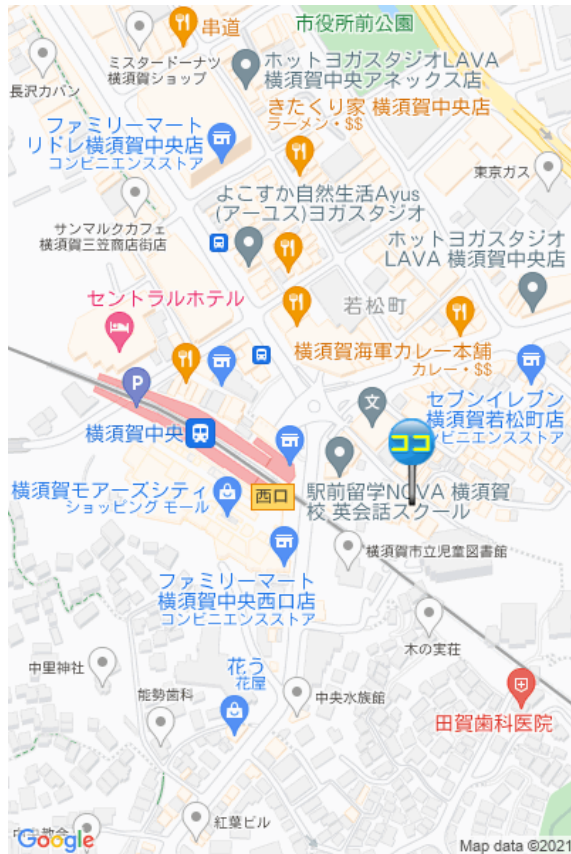 串道
市役所前公園
ミスタードーナツ
横須賀ショップ
ホットヨガスタジオLAVA
横須賀中央アネックス店
長沢カバン
きたくり家 横須賀中央店
ラーメン・$$
ファミリーマート
リドレ横須賀中央店
コンビニエンスストア
東京ガス
よこすか自然生活Ayus
(アーユス)ヨガスタジオ
サンマルクカフェ
横須賀三笠商店街店
ホットヨガスタジオ
LAVA 横須賀中央店
セントラルホテル
若松町
横須賀海軍カレー本舗
カレー・$$
P
文
セブンイレブン
横須賀若松町店
ンビニエンスストア
横須賀中央
ココ
横須賀モアーズシティ
ショッピング モール
西口
駅前留学NOVA 横須賀
校 英会話スクール
横須賀市立児童図書館
ファミリーマート
横須賀中央西口店
コンビニエンスストア
木の実荘
中里神社
花う
花屋
能勢歯科
中央水族館
田賀歯科医院
紅葉ビル
Google
Map data ©2021